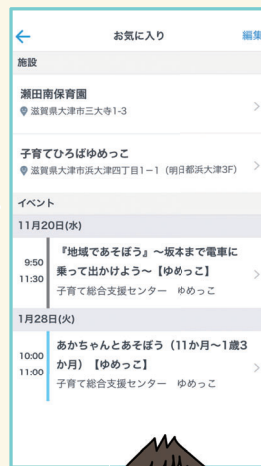 お気に入り
編集
施設
瀬田南保育園
滋賀県大津市三大寺1-3
子育てひろばゆめっこ
滋賀県大津市浜大津四丁目1－1（明日都浜大津3F）
イベント
11月20日(水)
9:50
11:30
『地域であそぼう』〜坂本まで電車に
乗って出かけよう〜【ゆめっこ】
子育て総合支援センター　ゆめっこ
1月28日(火)
10:00
11:00
あかちゃんとあそぼう（11か月〜1歳3
か月）【ゆめっこ】
子育て総合支援センター　ゆめっこ